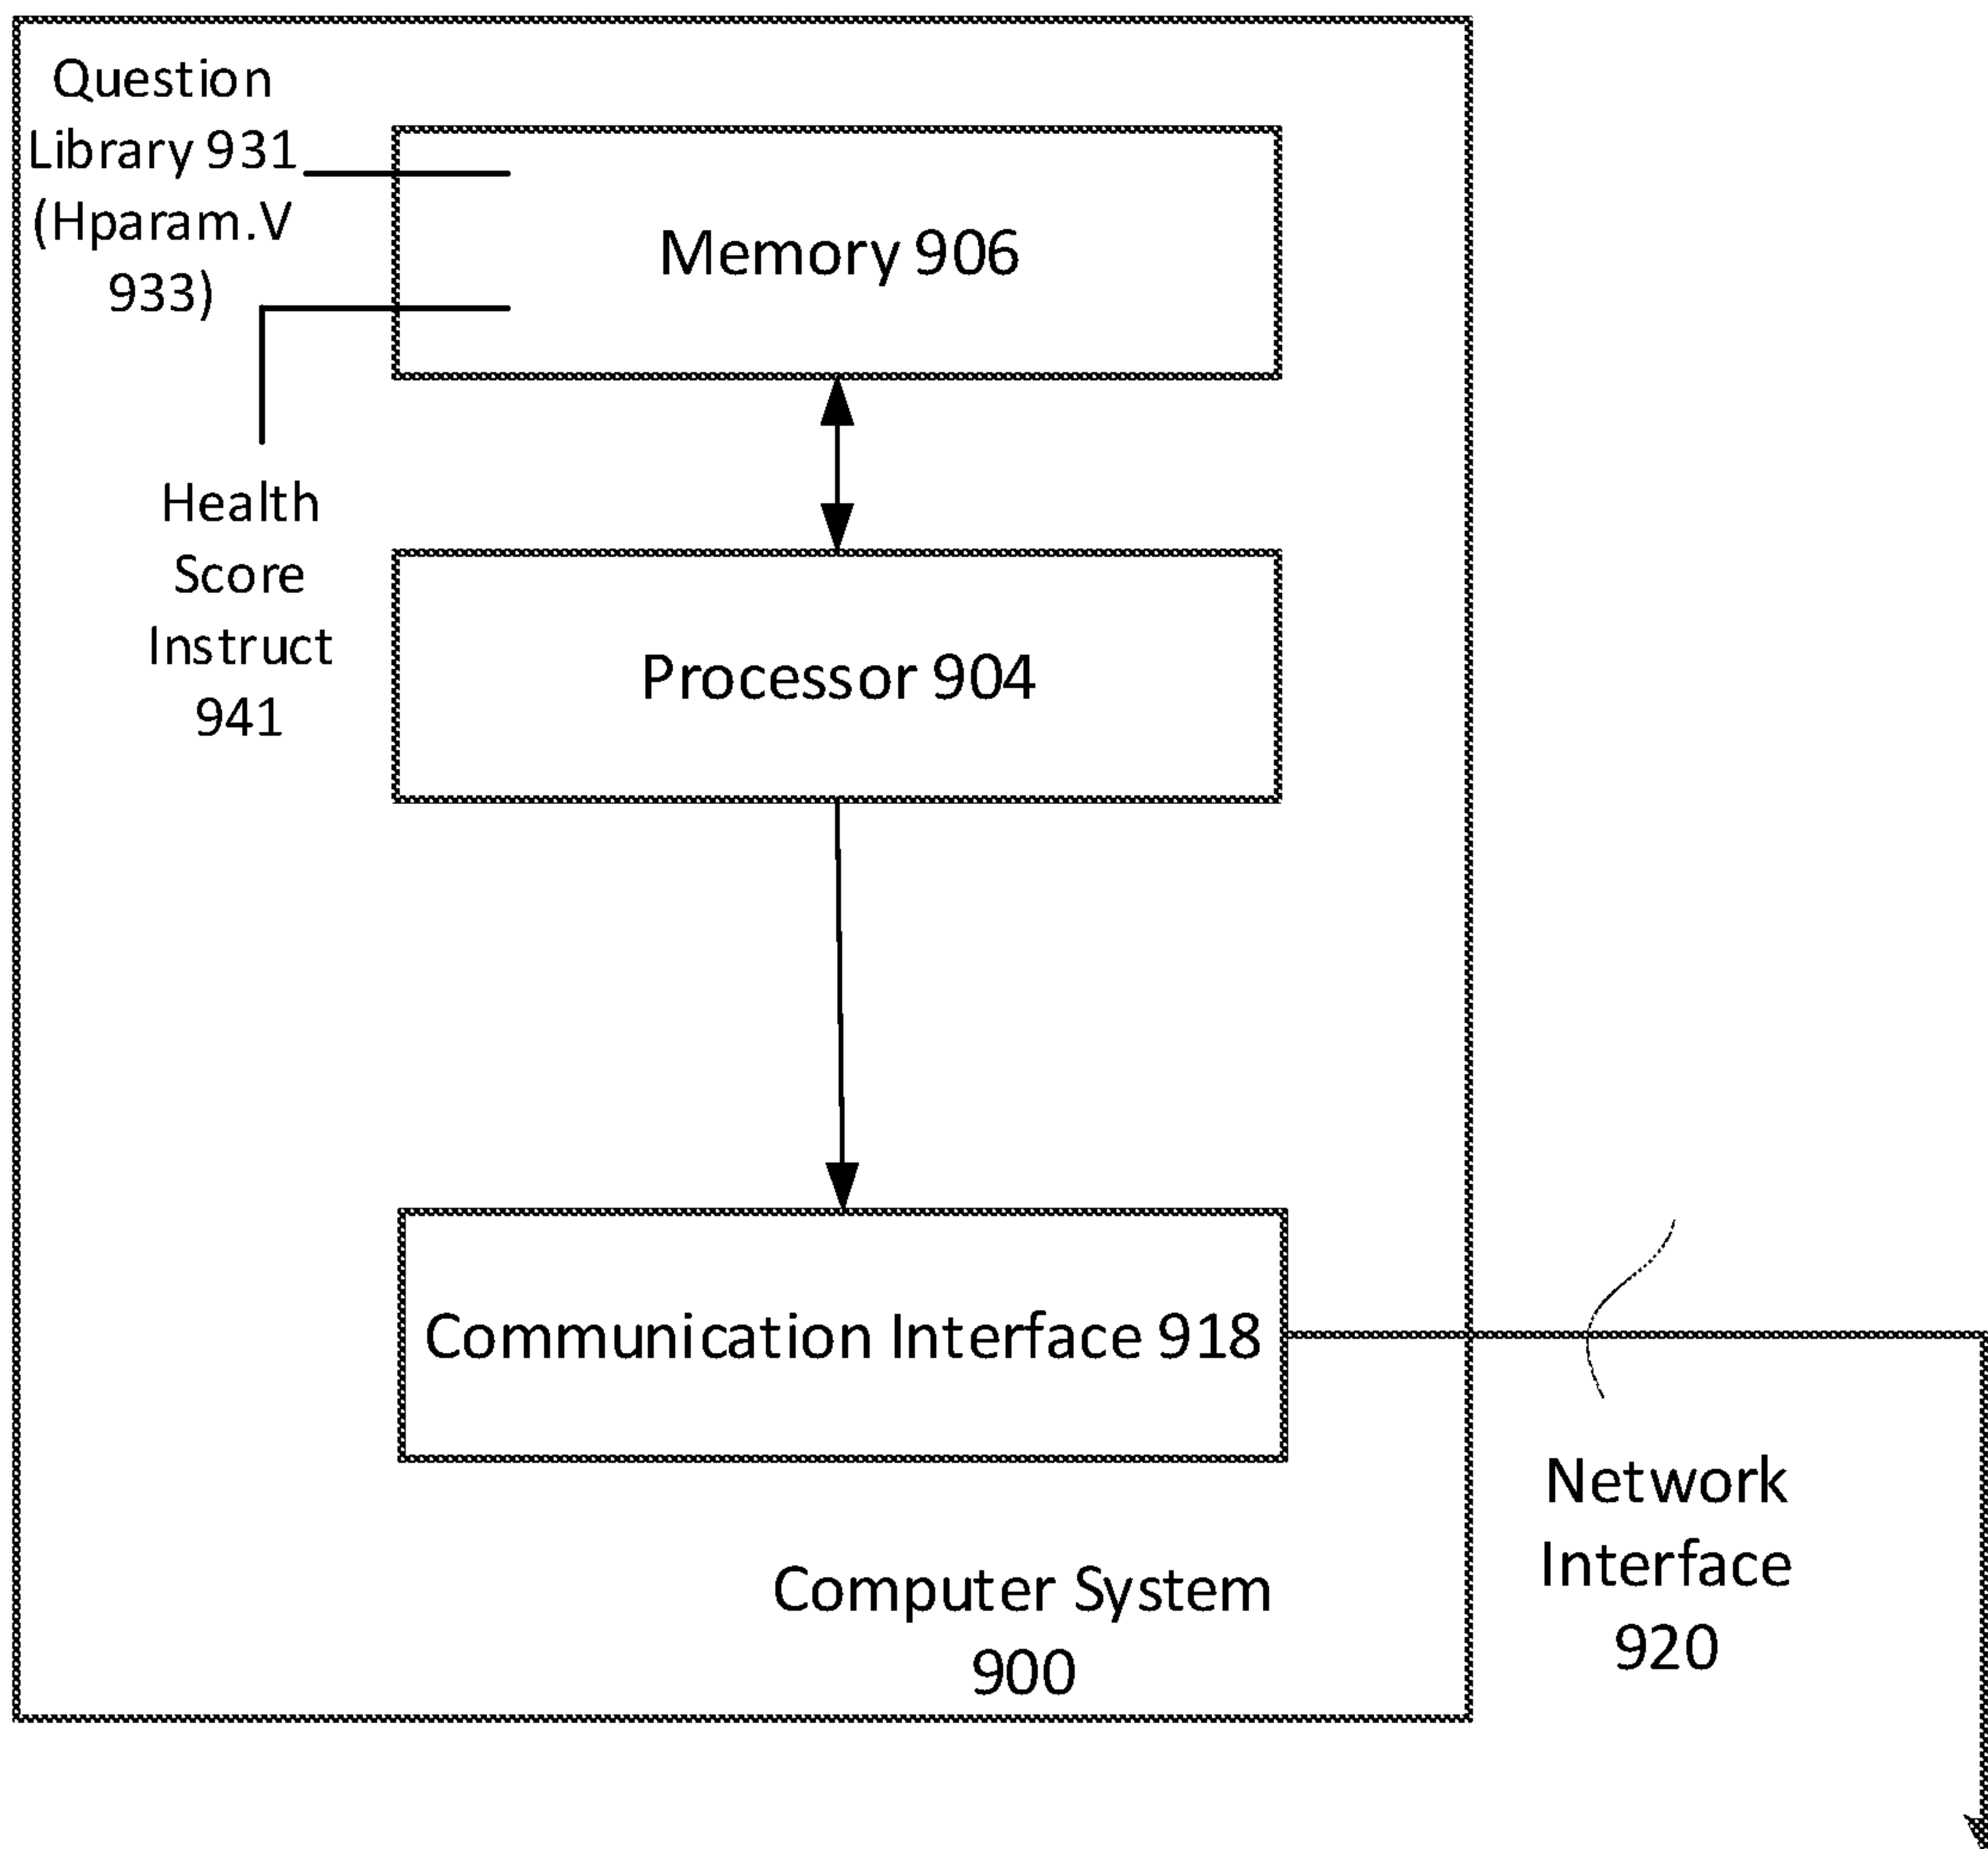 Question
Library 931
(Hparam.V
933)
Memory 906
Health
Score
Instruct
941
Processor 904
Communication Interface 918
Network
Interface
920
Computer System
900